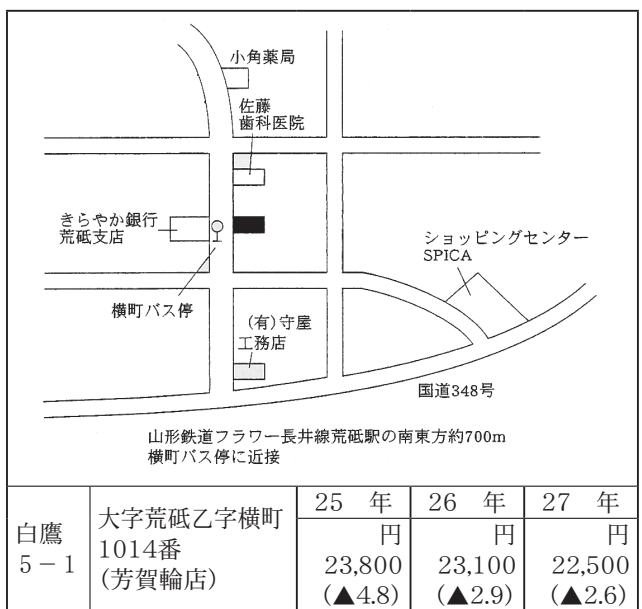 小角薬局
佐藤
歯科医院
きらやか銀行
荒砥支店
ショッピングセンター
SPICA
横町バス停
(有)守屋
工務店
国道348号
山形鉄道フラワー長井線荒砥駅の南東方約700m
横町バス停に近接
白鷹
5－1
大字荒砥乙字横町
1014番
(芳賀輪店)
25 年 26 年 27 年
円 円 円
23,800 23,100 22,500
(▲4.8) (▲2.9) (▲2.6)